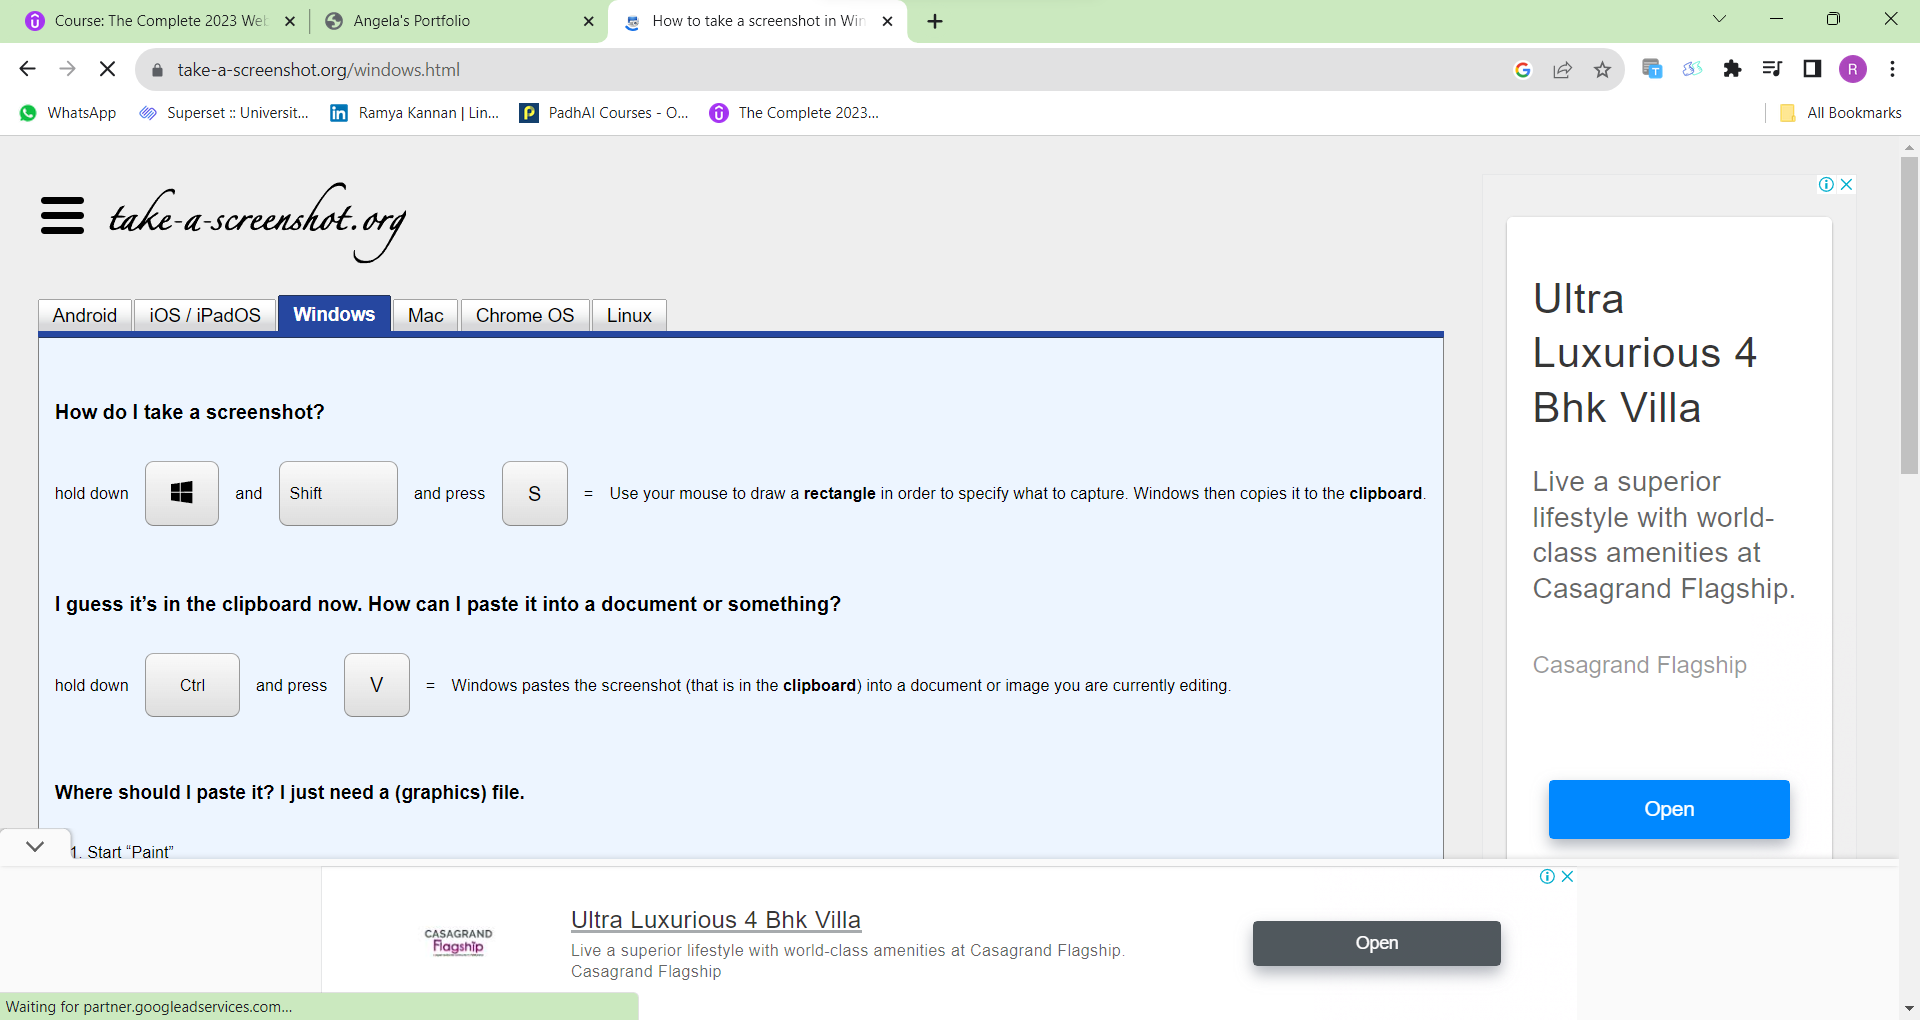 Course: The Complete 2023 Web
Angela's Portfolio
How to take a screenshot in Win
take-a-screenshot.org/windows.html
R
WhatsApp
Superset :: Universit...
Ramya Kannan | Lin...
PadhAI Courses - O...
The Complete 2023...
All Bookmarks
take-a-screenshot.org
Android
iOS / iPadOS
Windows
Mac
Chrome OS
Linux
How do I take a screenshot?
hold down
and
Shift
and press
S
= Use your mouse to draw a rectangle in order to specify what to capture. Windows then copies it to the clipboard.
I guess it’s in the clipboard now. How can I paste it into a document or something?
hold down
Ctrl
and press
V
= Windows pastes the screenshot (that is in the clipboard) into a document or image you are currently editing.
Where should I paste it? I just need a (graphics) file.
1. Start “Paint”
Ultra
Luxurious 4
Bhk Villa
Live a superior
lifestyle with world-
class amenities at
Casagrand Flagship.
Casagrand Flagship
Open
CASAGRAND
Flagship
Ultra Luxurious 4 Bhk Villa
Live a superior lifestyle with world-class amenities at Casagrand Flagship.
Casagrand Flagship
Open
Waiting for partner.googleadservices.com...